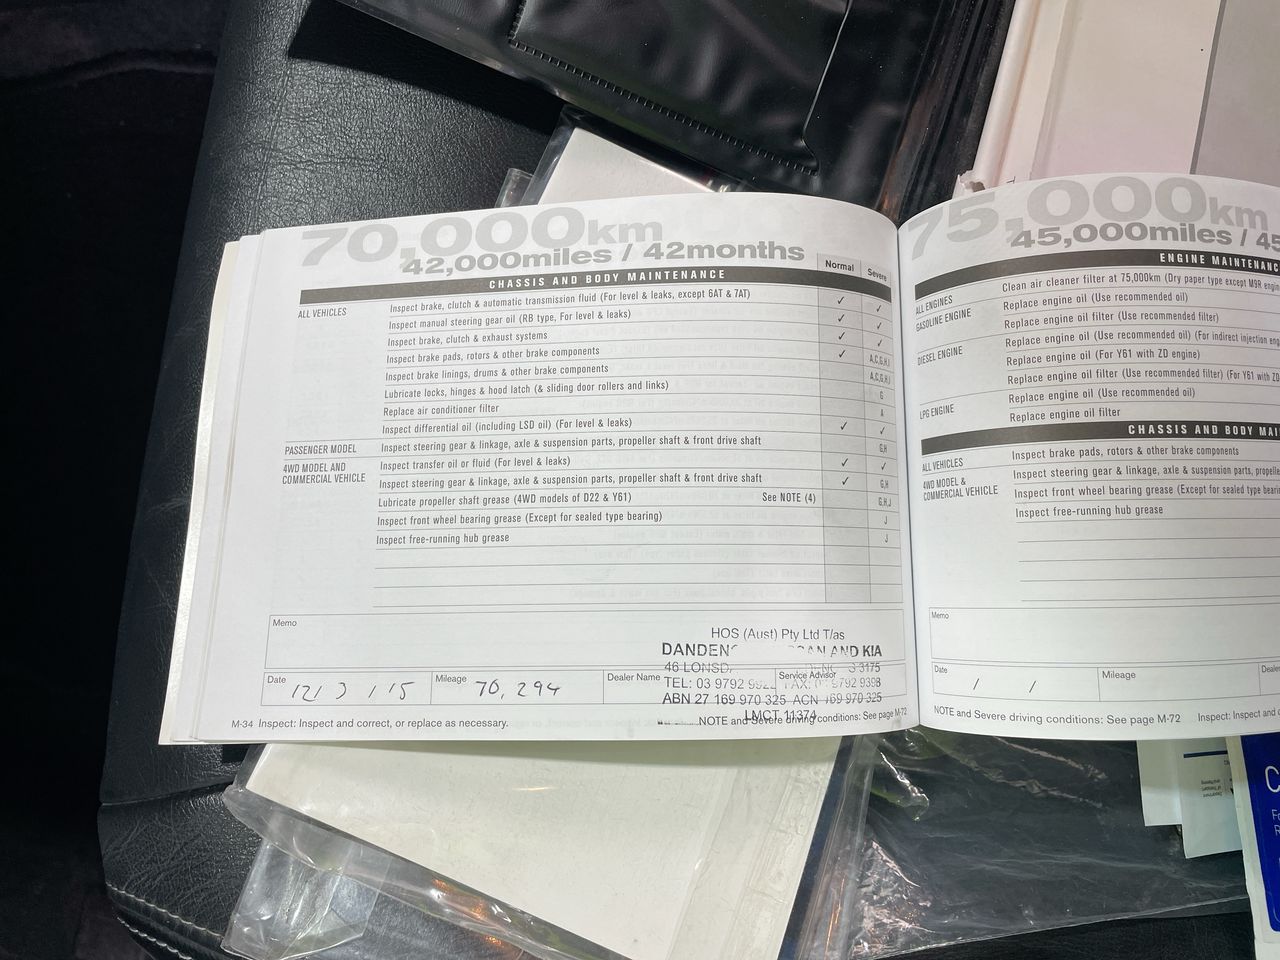 70,000km
42,000miles / 42months
CHASSIS AND BODY MAINTENANCE
Normal Severe
ALL VEHICLES Inspect brake, clutch & automatic transmission fluid (For level & leaks, except 6AT & 7AT) ✓ ✓
Inspect manual steering gear oil (RB type, For level & leaks) ✓ ✓
Inspect brake, clutch & exhaust systems ✓ ✓
Inspect brake pads, rotors & other brake components ✓ A,C,G,H,I
Inspect brake linings, drums & other brake components A,C,G,H,I
Lubricate locks, hinges & hood latch (& sliding door rollers and links) G
Replace air conditioner filter A
Inspect differential oil (including LSD oil) (For level & leaks) ✓ ✓
PASSENGER MODEL Inspect steering gear & linkage, axle & suspension parts, propeller shaft & front drive shaft G,H
4WD MODEL AND Inspect transfer oil or fluid (For level & leaks) ✓ ✓
COMMERCIAL VEHICLE Inspect steering gear & linkage, axle & suspension parts, propeller shaft & front drive shaft ✓ G,H
Lubricate propeller shaft grease (4WD models of D22 & Y61) See NOTE (4) G,H,J
Inspect front wheel bearing grease (Except for sealed type bearing) J
Inspect free-running hub grease J
Memo
HOS (Aust) Pty Ltd T/as
AND KIA
46 3175
TEL: 03 9792 FAX: 9792 9398
ABN 27 169 970 325 ACN 169 970 325
LMCT 11374
Date 12/ 3 / 15 Mileage 70,294 Dealer Name Service Advisor
M-34 Inspect: Inspect and correct, or replace as necessary. NOTE and Severe driving conditions: See page M-72
75,000km
45,000miles / 45
ENGINE MAINTENANC
ALL ENGINES Clean air cleaner filter at 75,000km (Dry paper type except M9R engin
GASOLINE ENGINE Replace engine oil (Use recommended oil)
Replace engine oil filter (Use recommended filter)
DIESEL ENGINE Replace engine oil (Use recommended oil) (For indirect injection eng
Replace engine oil (For Y61 with ZD engine)
Replace engine oil filter (Use recommended filter) (For Y61 with ZD
LPG ENGINE Replace engine oil (Use recommended oil)
Replace engine oil filter
CHASSIS AND BODY MAI
ALL VEHICLES Inspect brake pads, rotors & other brake components
4WD MODEL & Inspect steering gear & linkage, axle & suspension parts, propelle
COMMERCIAL VEHICLE Inspect front wheel bearing grease (Except for sealed type bearin
Inspect free-running hub grease
Memo
Date / / Mileage Deale
NOTE and Severe driving conditions: See page M-72 Inspect: Inspect and c